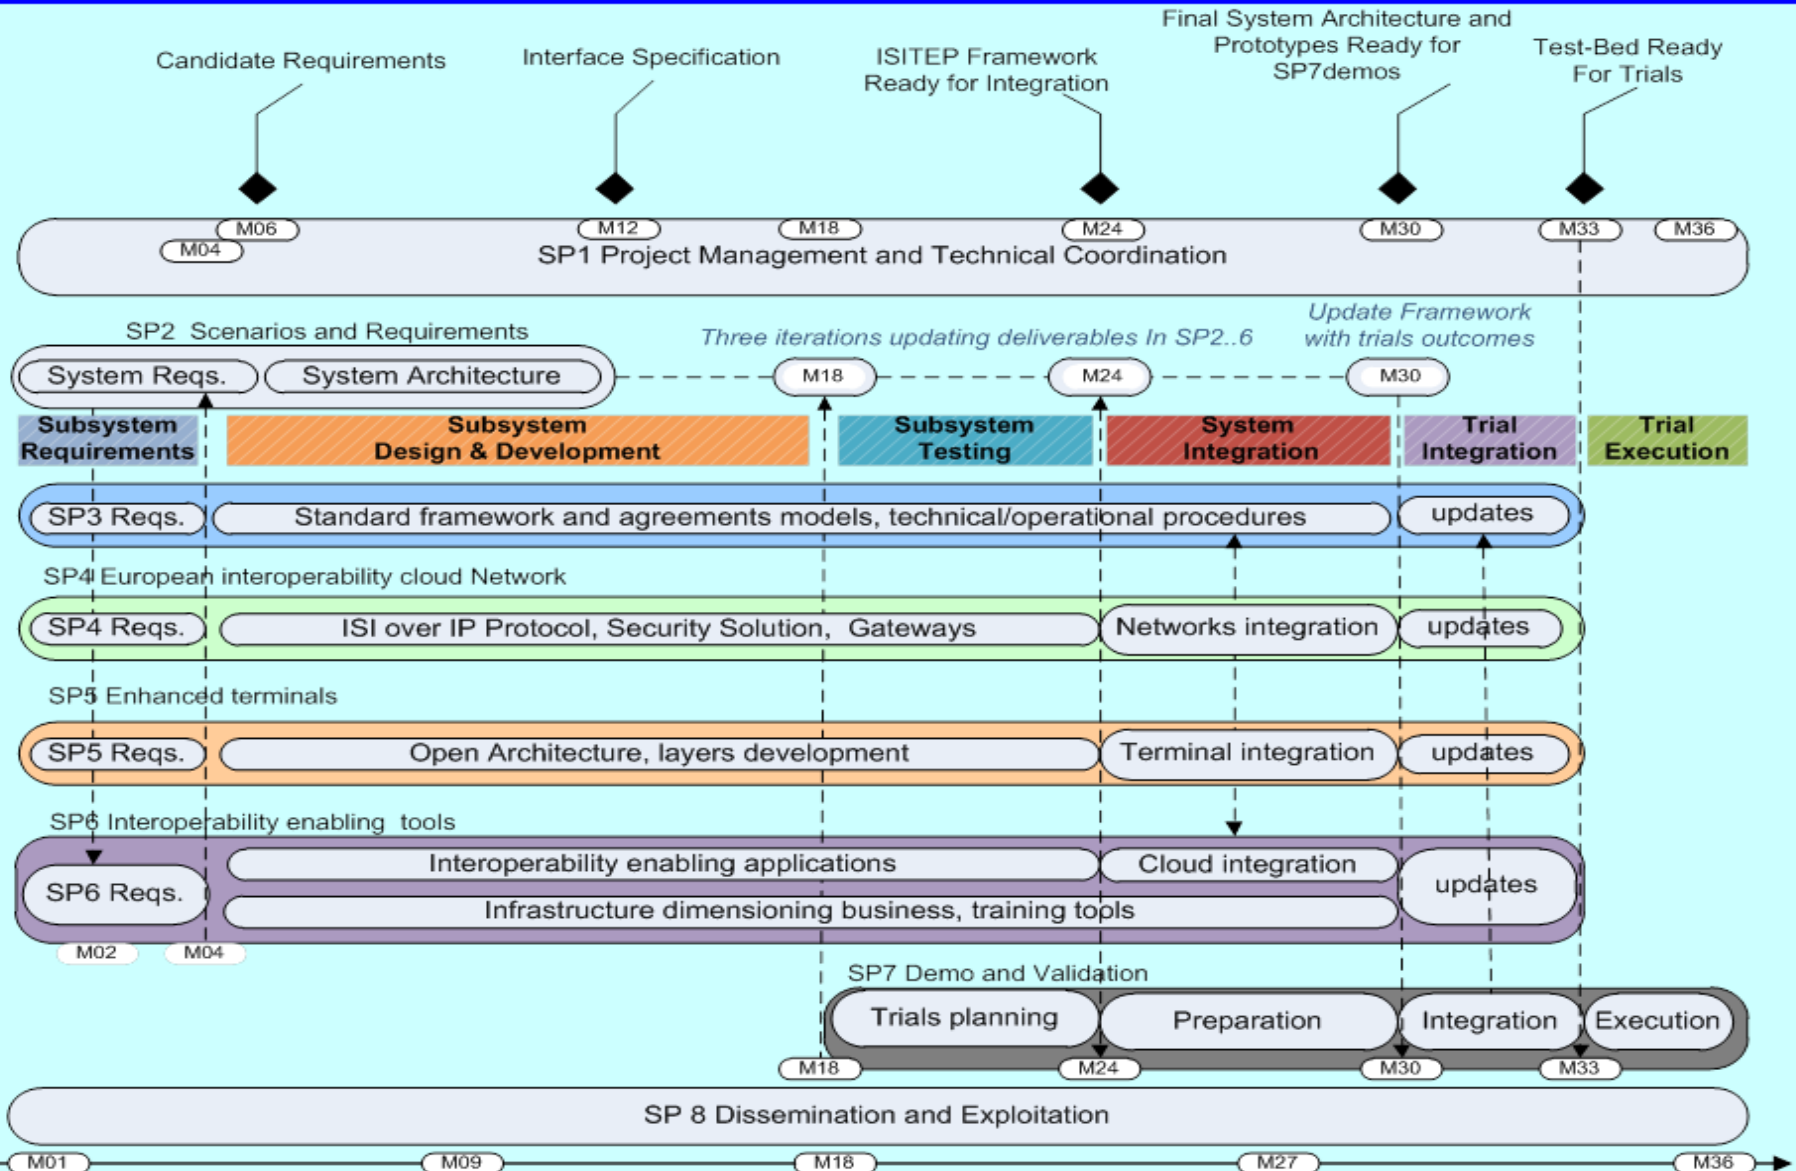 Final System Architecture and
Prototypes Ready for
SP7demos
Candidate Requirements
Interface Specification
ISITEP Framework
Ready for Integration
Test-Bed Ready
For Trials
M06
M12
M18
M24
M30
M33
M36
M04
SP1 Project Management and Technical Coordination
SP2 Scenarios and Requirements
Three iterations updating deliverables In SP2..6
Update Framework
with trials outcomes
System Reqs.
System Architecture
M18
M24
M30
Subsystem
Requirements
Subsystem
Design & Development
Subsystem
Testing
System
Integration
Trial
Integration
Trial
Execution
SP3 Reqs.
Standard framework and agreements models, technical/operational procedures
updates
SP4 European interoperability cloud Network
SP4 Reqs.
ISI over IP Protocol, Security Solution, Gateways
Networks integration
updates
SP5 Enhanced terminals
SP5 Reqs.
Open Architecture, layers development
Terminal integration
updates
SP6 Interoperability enabling tools
SP6 Reqs.
Interoperability enabling applications
Cloud integration
updates
Infrastructure dimensioning business, training tools
M02
M04
SP7 Demo and Validation
Trials planning
Preparation
Integration
Execution
M18
M24
M30
M33
SP 8 Dissemination and Exploitation
M01
M09
M18
M27
M36